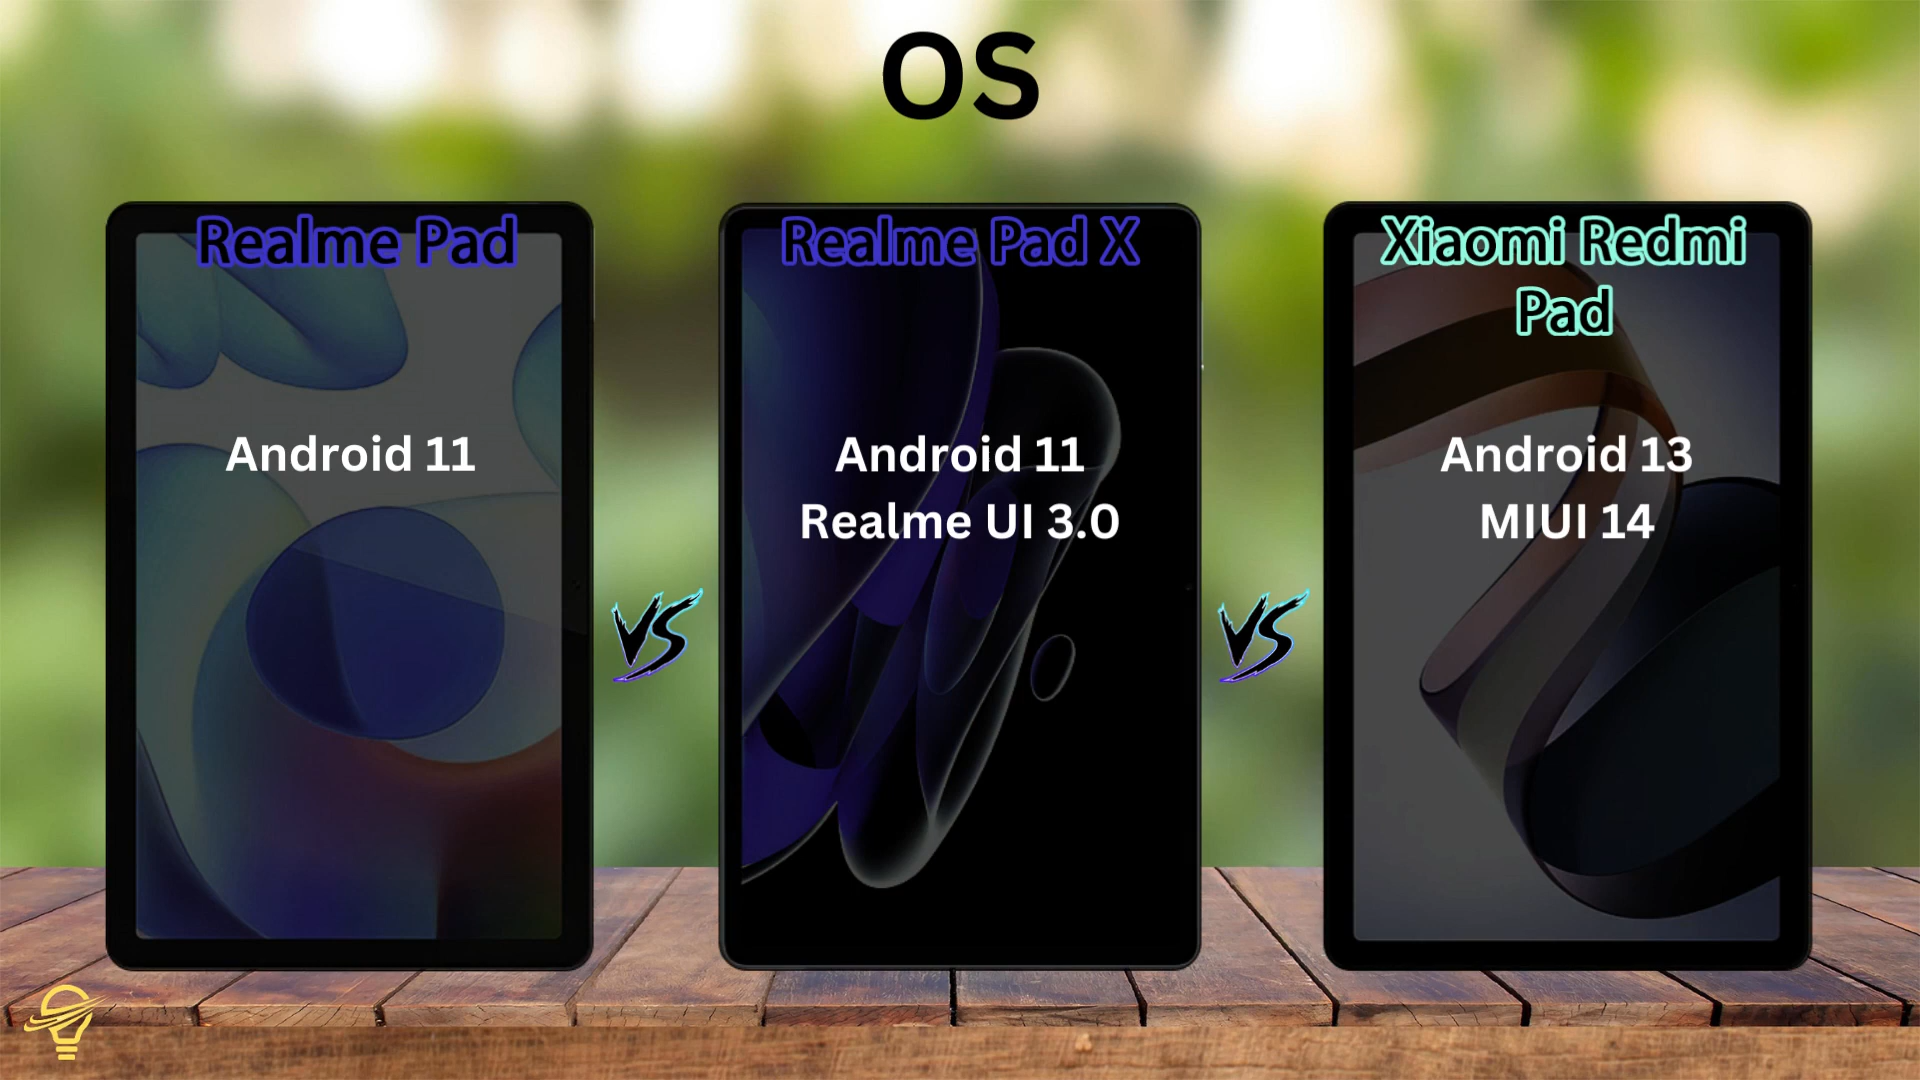 OS
Realme Pad
Android 11
VS
Realme Pad X
Android 11
Realme UI 3.0
VS
Xiaomi Redmi
Pad
Android 13
MIUI 14